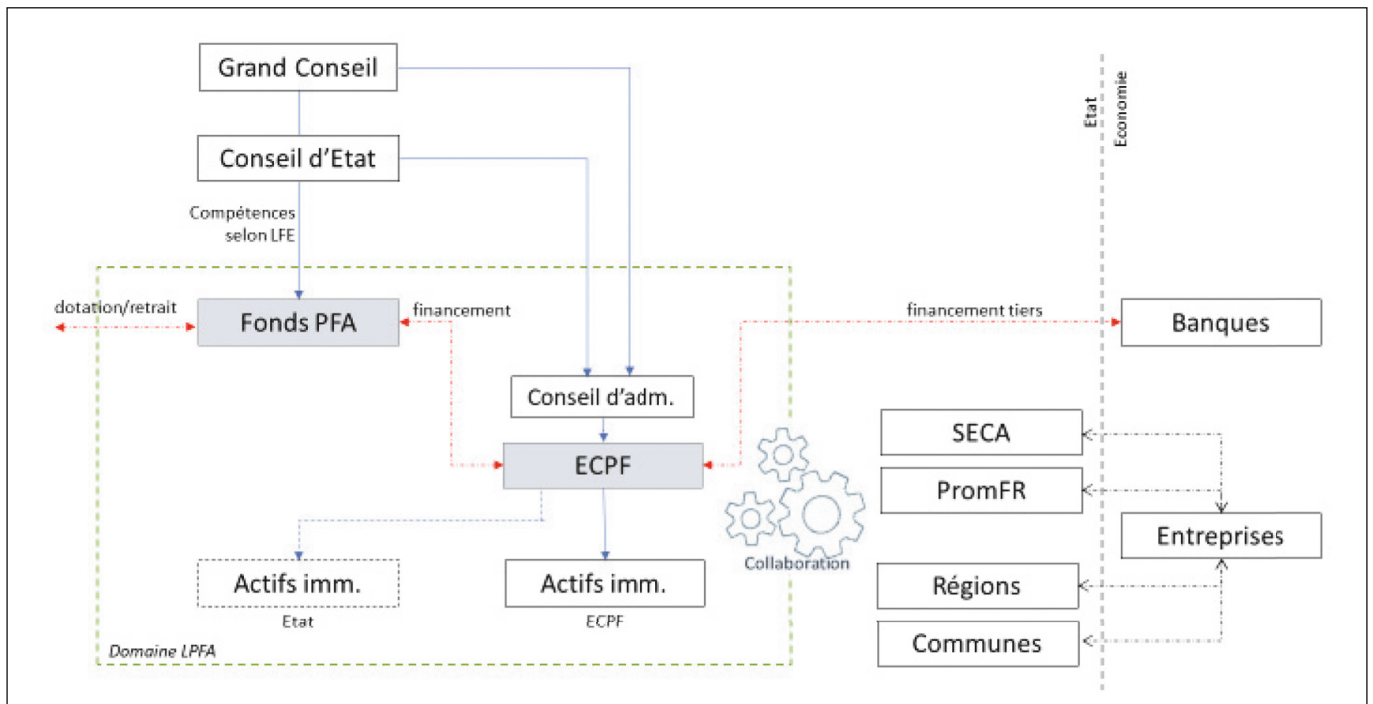 Grand Conseil
Etat
Economie
Conseil d'Etat
Compétences
selon LFE
dotation/retrait
Fonds PFA
financement
financement tiers
Banques
Conseil d'adm.
SECA
ECPF
PromFR
Entreprises
Collaboration
Actifs imm.
Etat
Actifs imm.
ECPF
Régions
Communes
Domaine LPFA